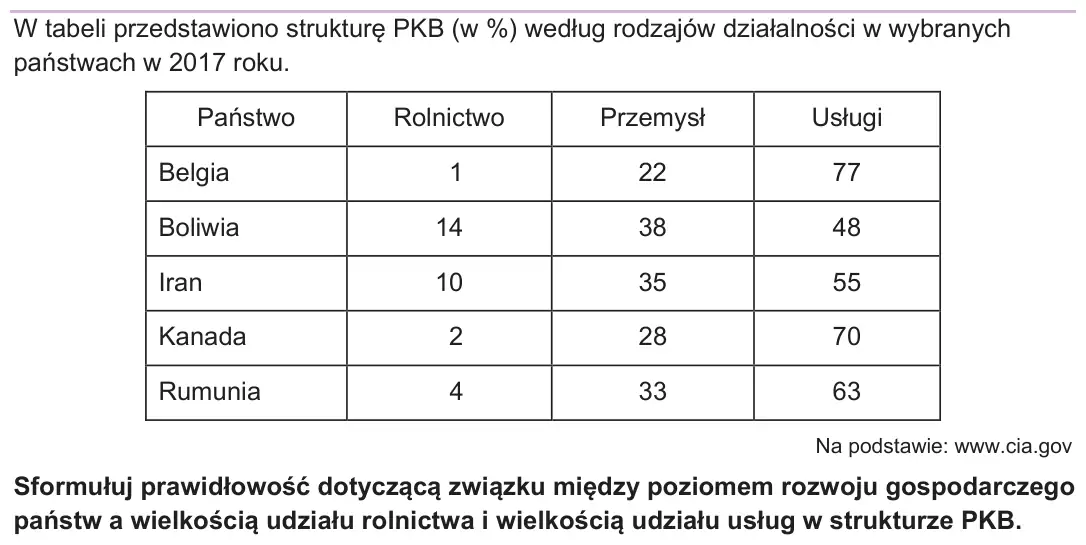 W tabeli przedstawiono strukturę PKB (w %) według rodzajów działalności w wybranych
państwach w 2017 roku.
Państwo Rolnictwo Przemysł Usługi
Belgia 1 22 77
Boliwia 14 38 48
Iran 10 35 55
Kanada 2 28 70
Rumunia 4 33 63
Na podstawie: www.cia.gov
Sformułuj prawidłowość dotyczącą związku między poziomem rozwoju gospodarczego
państw a wielkością udziału rolnictwa i wielkością udziału usług w strukturze PKB.